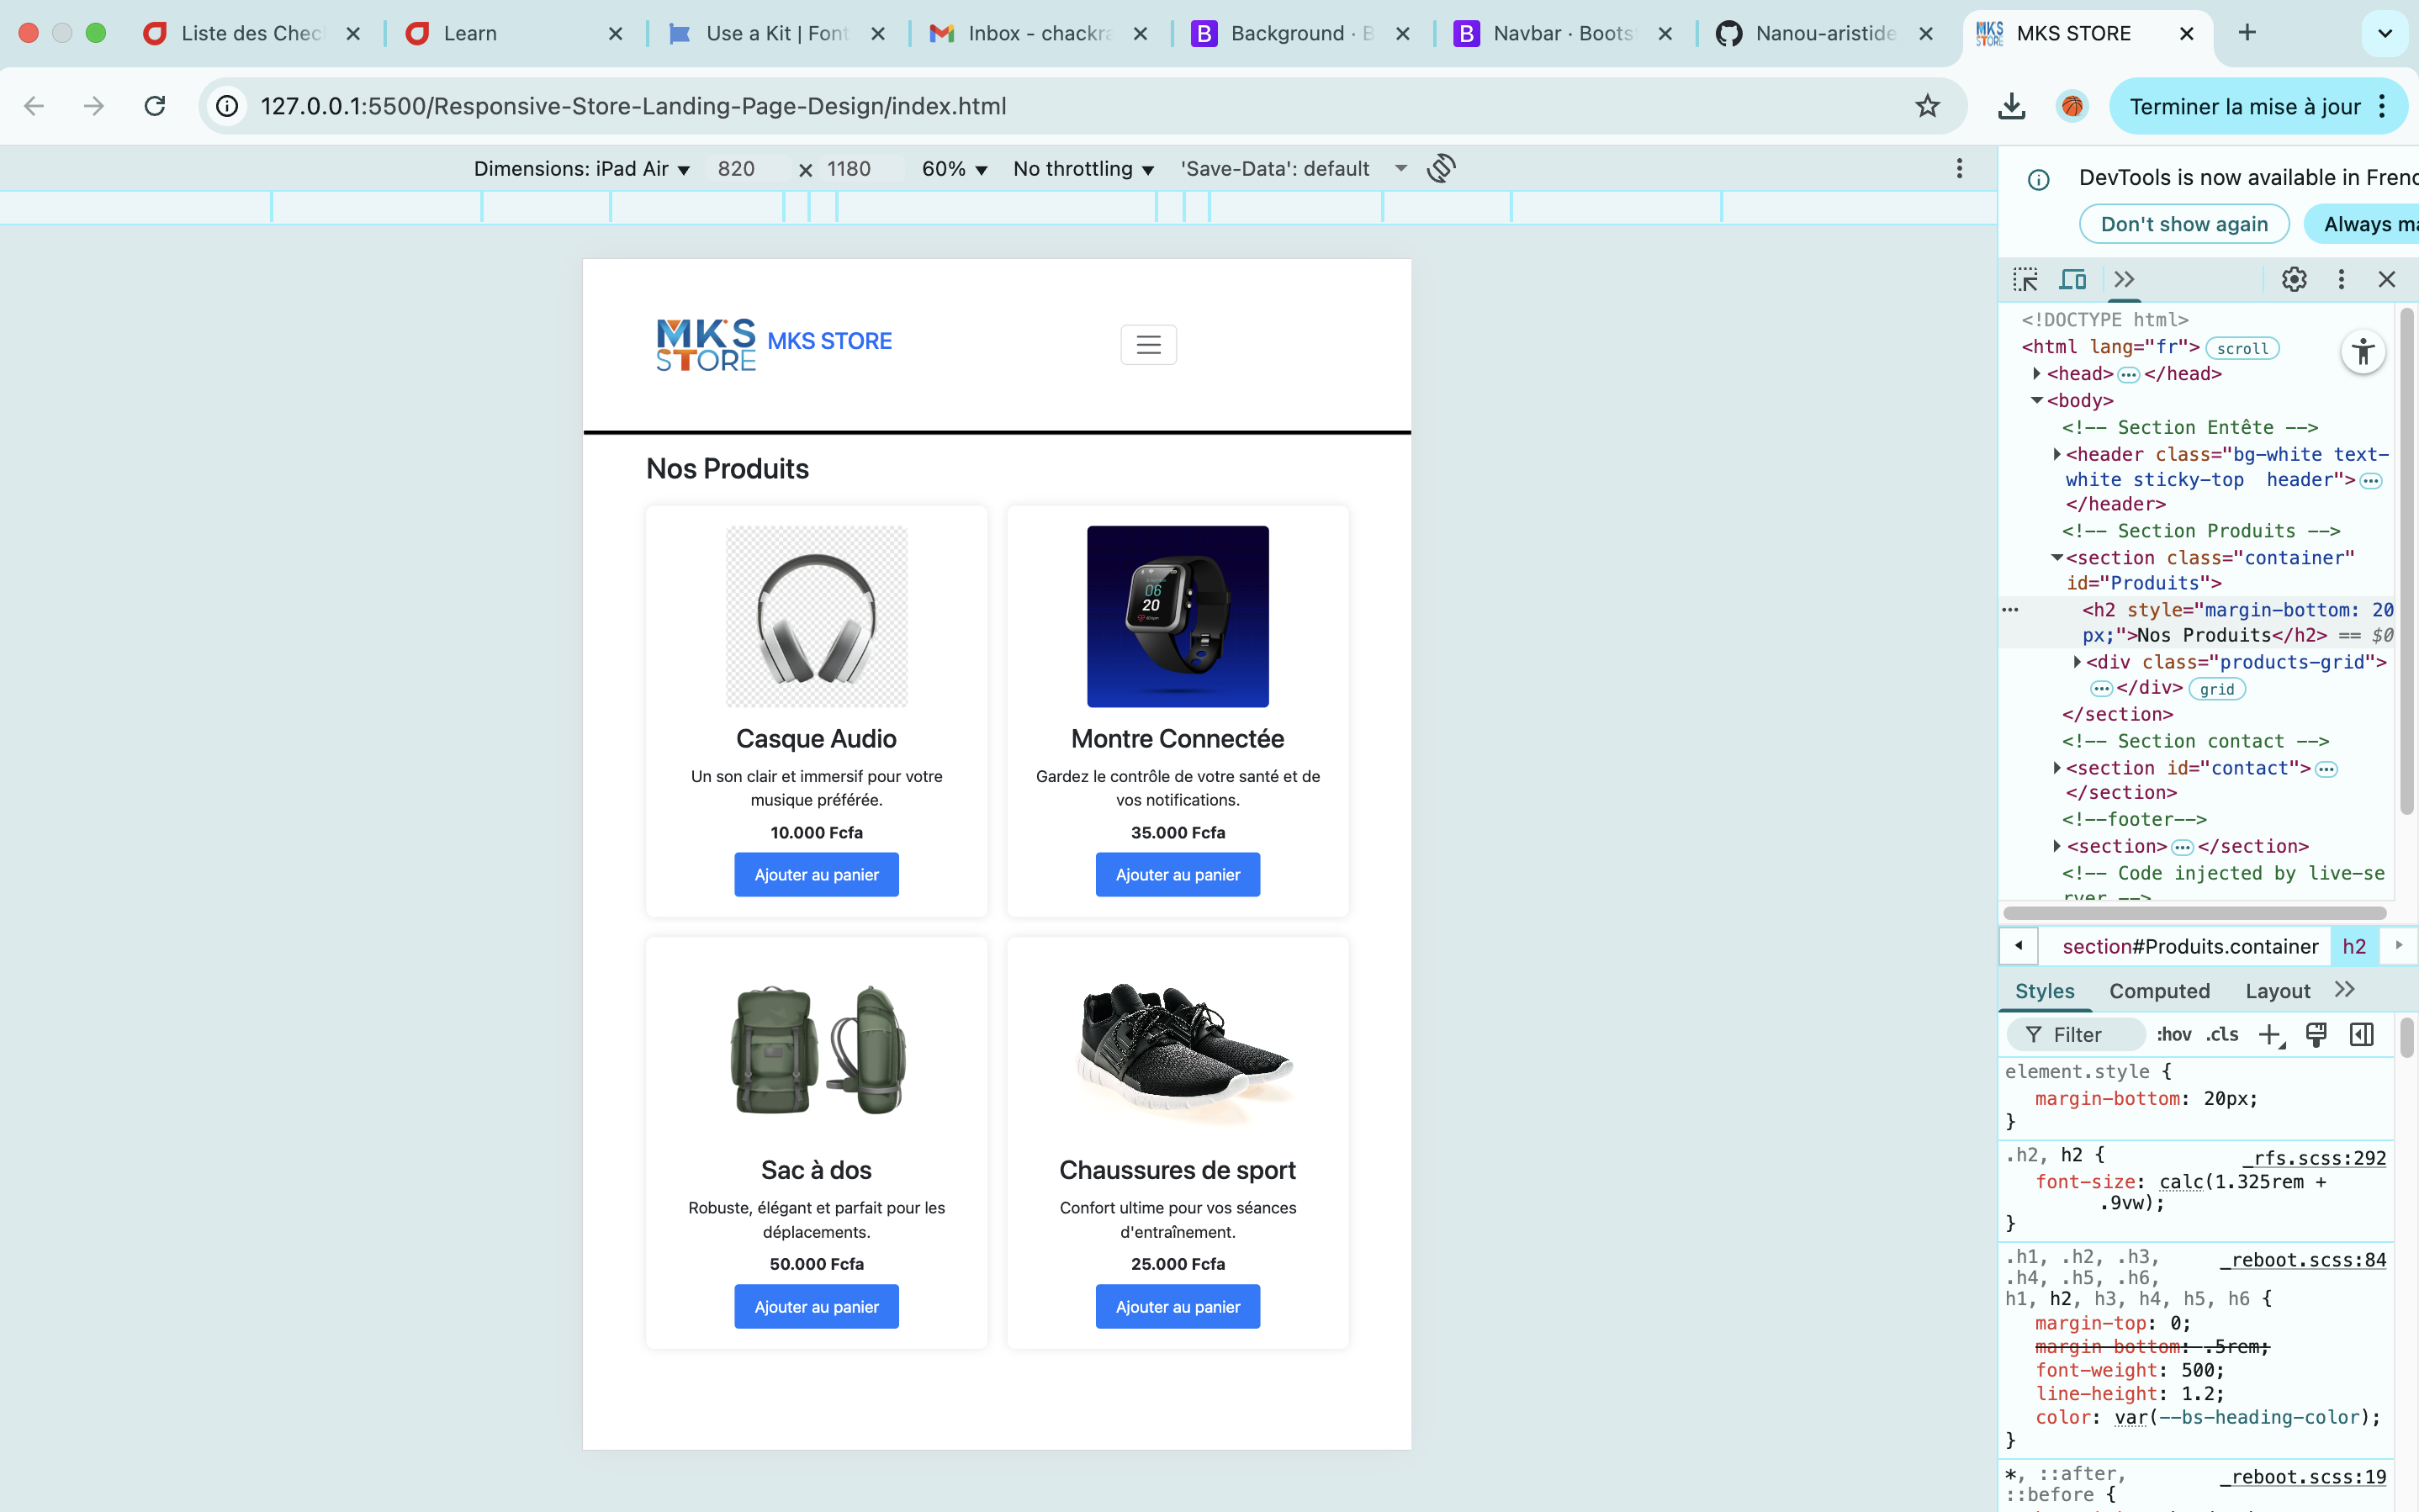 Liste des Chec
Learn
Use a Kit | Font
Inbox - chackra
Background · B
Navbar · Boots
Nanou-aristide
MKS STORE
127.0.0.1:5500/Responsive-Store-Landing-Page-Design/index.html
Terminer la mise à jour
Dimensions: iPad Air 820 × 1180 60% No throttling 'Save-Data': default
MKS STORE
MKS STORE
Nos Produits
Casque Audio
Un son clair et immersif pour votre
musique préférée.
10.000 Fcfa
Ajouter au panier
06
20
Montre Connectée
Gardez le contrôle de votre santé et de
vos notifications.
35.000 Fcfa
Ajouter au panier
Sac à dos
Robuste, élégant et parfait pour les
déplacements.
50.000 Fcfa
Ajouter au panier
Chaussures de sport
Confort ultime pour vos séances
d'entraînement.
25.000 Fcfa
Ajouter au panier
DevTools is now available in Frenc
Don't show again
Always ma
<!DOCTYPE html>
<html lang="fr"> scroll
<head> ··· </head>
<body>
<!-- Section Entête -->
<header class="bg-white text-
white sticky-top  header"> ···
</header>
<!-- Section Produits -->
<section class="container"
id="Produits">
··· <h2 style="margin-bottom: 20
px;">Nos Produits</h2> == $0
<div class="products-grid">
··· </div> grid
</section>
<!-- Section contact -->
<section id="contact"> ···
</section>
<!--footer-->
<section> ··· </section>
<!-- Code injected by live-se
rver -->
section#Produits.container h2
Styles Computed Layout
Filter :hov .cls
element.style {
margin-bottom: 20px;
}
.h2, h2 { _rfs.scss:292
font-size: calc(1.325rem +
.9vw);
}
.h1, .h2, .h3, _reboot.scss:84
.h4, .h5, .h6,
h1, h2, h3, h4, h5, h6 {
margin-top: 0;
margin-bottom: .5rem;
font-weight: 500;
line-height: 1.2;
color: var(--bs-heading-color);
}
*, ::after, _reboot.scss:19
::before {